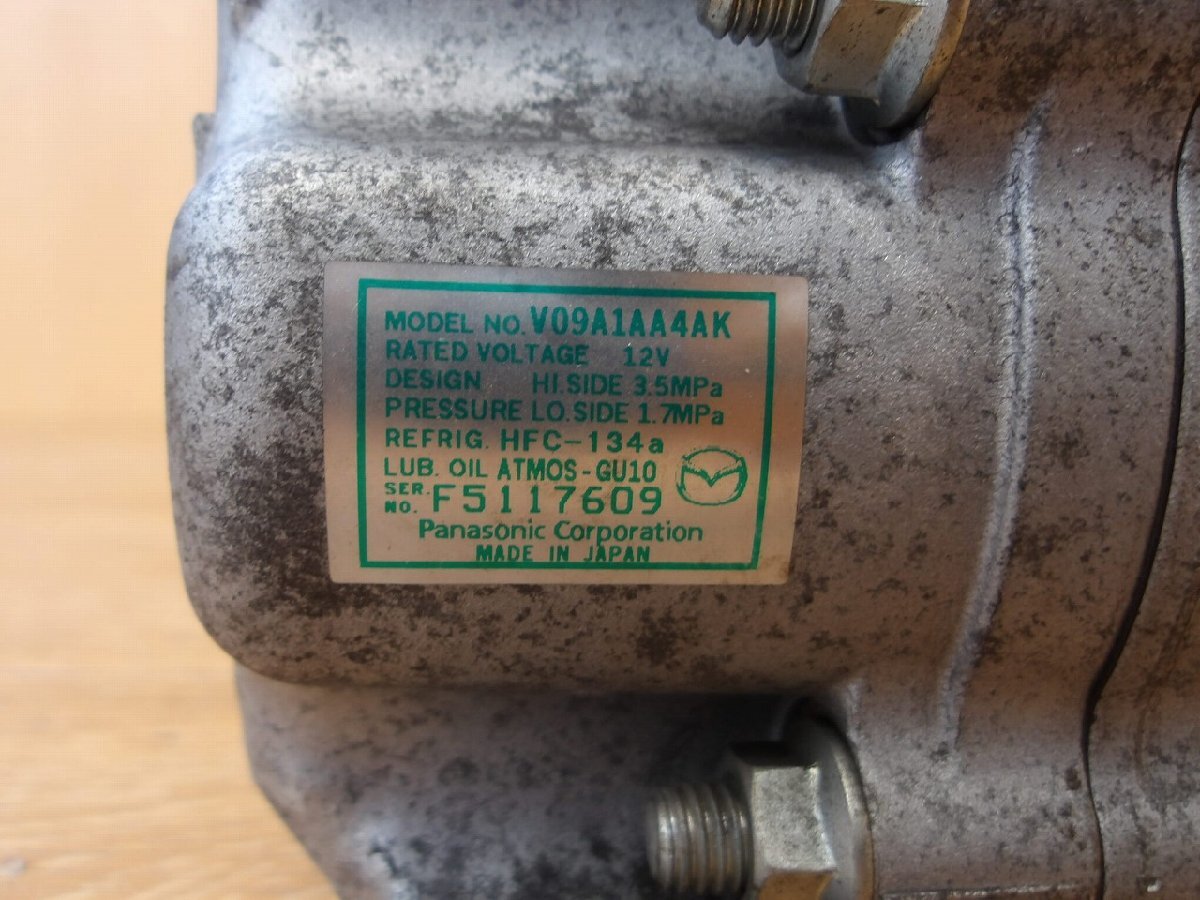 MODEL NO. V09A1AA4AK
RATED VOLTAGE 12V
DESIGN HI.SIDE 3.5MPa
PRESSURE LO.SIDE 1.7MPa
REFRIG. HFC-134a
LUB. OIL ATMOS-GU10
SER. NO. F5117609
Panasonic Corporation
MADE IN JAPAN